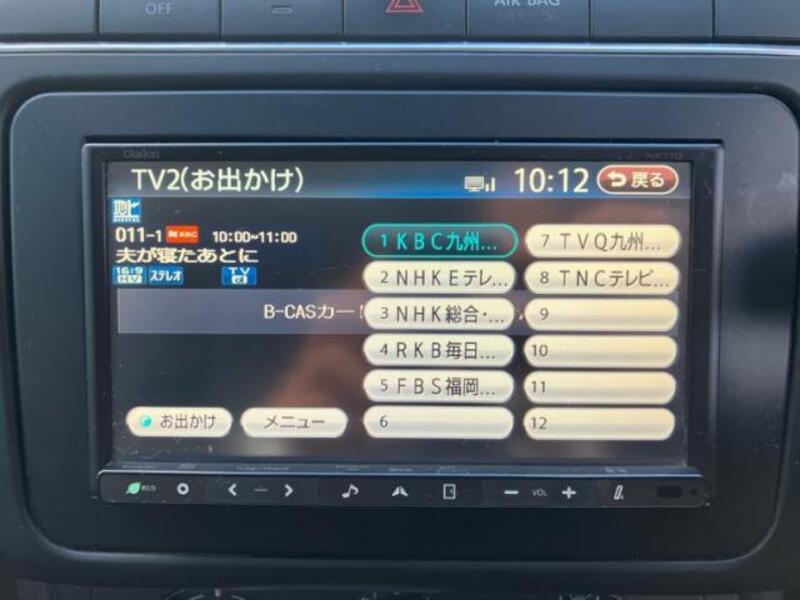 OFF
AIR BAG
OFF
Clarion
TV2(お出かけ)
10:12
戻る
011-1 KBC 10:00~11:00
夫が寝たあとに
16:9
HV
ステレオ
TV
B-CASカー
1 KBC九州...
2 NHKEテレ...
3 NHK総合・...
4 RKB毎日...
5 FBS福岡...
6
7 TVQ九州...
8 TNCテレビ...
9
10
11
12
お出かけ
メニュー
eco
VOL